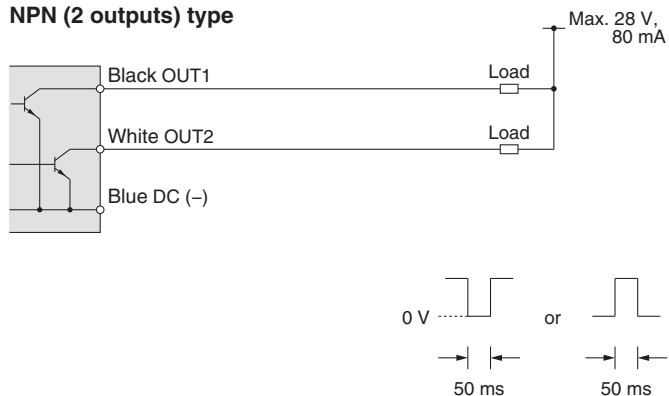 NPN (2 outputs) type
Max. 28 V,
80 mA
Black OUT1
Load
White OUT2
Load
Blue DC (–)
0 V
or
50 ms
50 ms